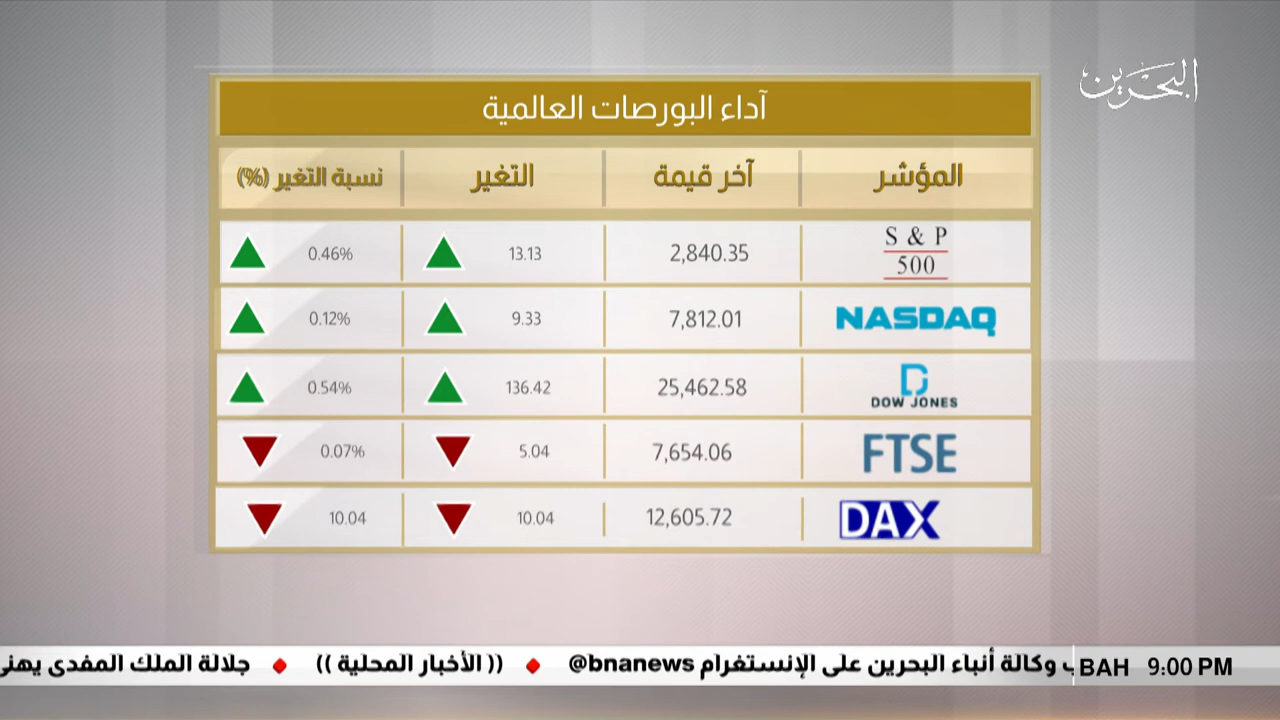 البحرين
آداء البورصات العالمية
المؤشر آخر قيمة التغير نسبة التغير (%)
S & P
500
2,840.35 13.13 0.46%
NASDAQ 7,812.01 9.33 0.12%
DOW JONES 25,462.58 136.42 0.54%
FTSE 7,654.06 5.04 0.07%
DAX 12,605.72 10.04 10.04
وكالة أنباء البحرين على الإنستغرام @bnanews (( الأخبار المحلية )) جلالة الملك المفدى يهنئ
BAH 9:00 PM